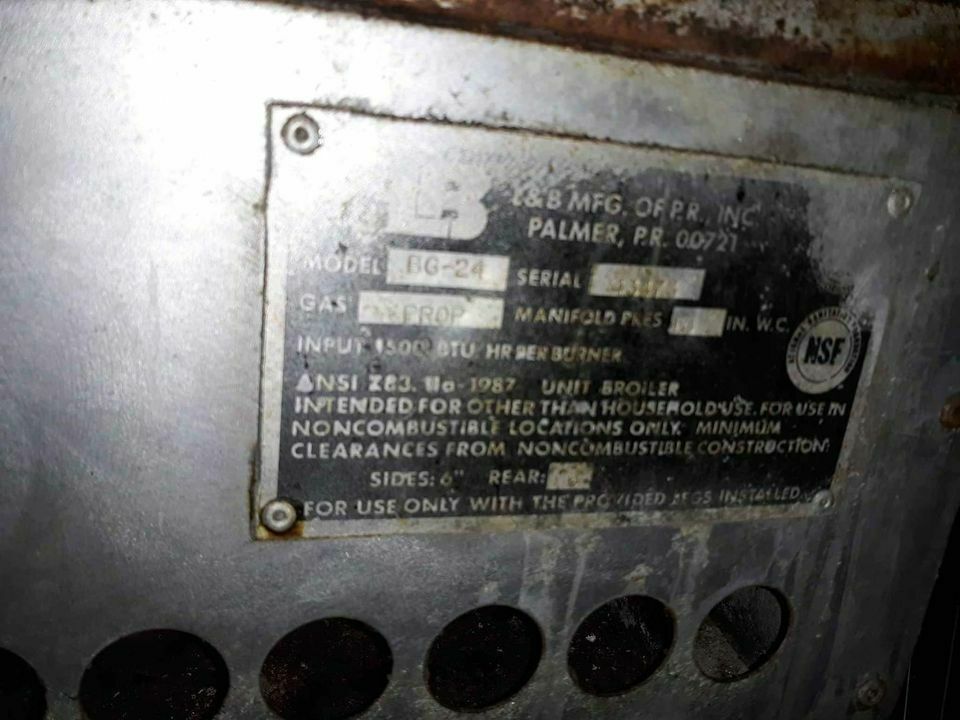 L&B MFG. OF P.R., INC.
PALMER, P.R. 00721
MODEL BG-24 SERIAL
GAS PROP MANIFOLD PRES. IN. W.C.
NSF
INPUT BTU HR PER BURNER
ANSI Z83. 11a-1987 UNIT BROILER
INTENDED FOR OTHER THAN HOUSEHOLD USE. FOR USE IN
NONCOMBUSTIBLE LOCATIONS ONLY. MINIMUM
CLEARANCES FROM NONCOMBUSTIBLE CONSTRUCTION:
SIDES: 6" REAR:
FOR USE ONLY WITH THE PROVIDED LEGS INSTALLED